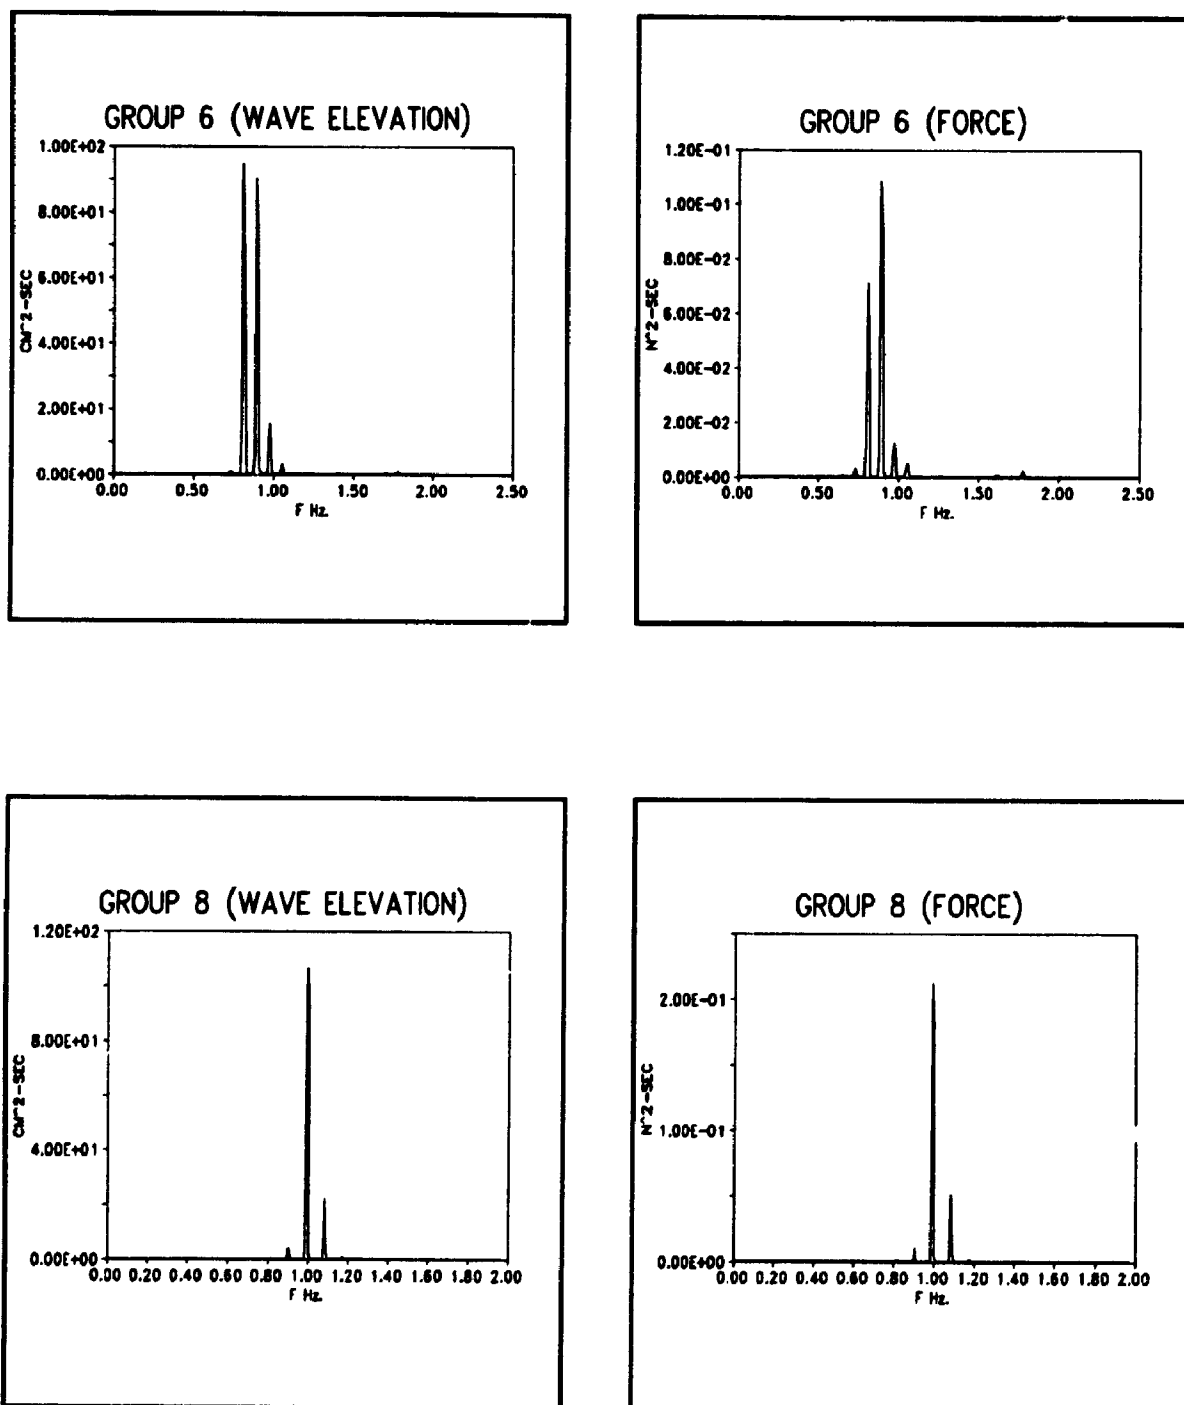 GROUP 6 (WAVE ELEVATION)
1.00E+02
8.00E+01
6.00E+01
4.00E+01
2.00E+01
0.00E+00
CM^2-SEC
0.00 0.50 1.00 1.50 2.00 2.50
F Hz.
GROUP 6 (FORCE)
1.20E-01
1.00E-01
8.00E-02
6.00E-02
4.00E-02
2.00E-02
0.00E+00
N^2-SEC
0.00 0.50 1.00 1.50 2.00 2.50
F Hz.
GROUP 8 (WAVE ELEVATION)
1.20E+02
8.00E+01
4.00E+01
0.00E+00
CM^2-SEC
0.00 0.20 0.40 0.60 0.80 1.00 1.20 1.40 1.60 1.80 2.00
F Hz.
GROUP 8 (FORCE)
2.00E-01
1.00E-01
0.00E+00
N^2-SEC
0.00 0.20 0.40 0.60 0.80 1.00 1.20 1.40 1.60 1.80 2.00
F Hz.